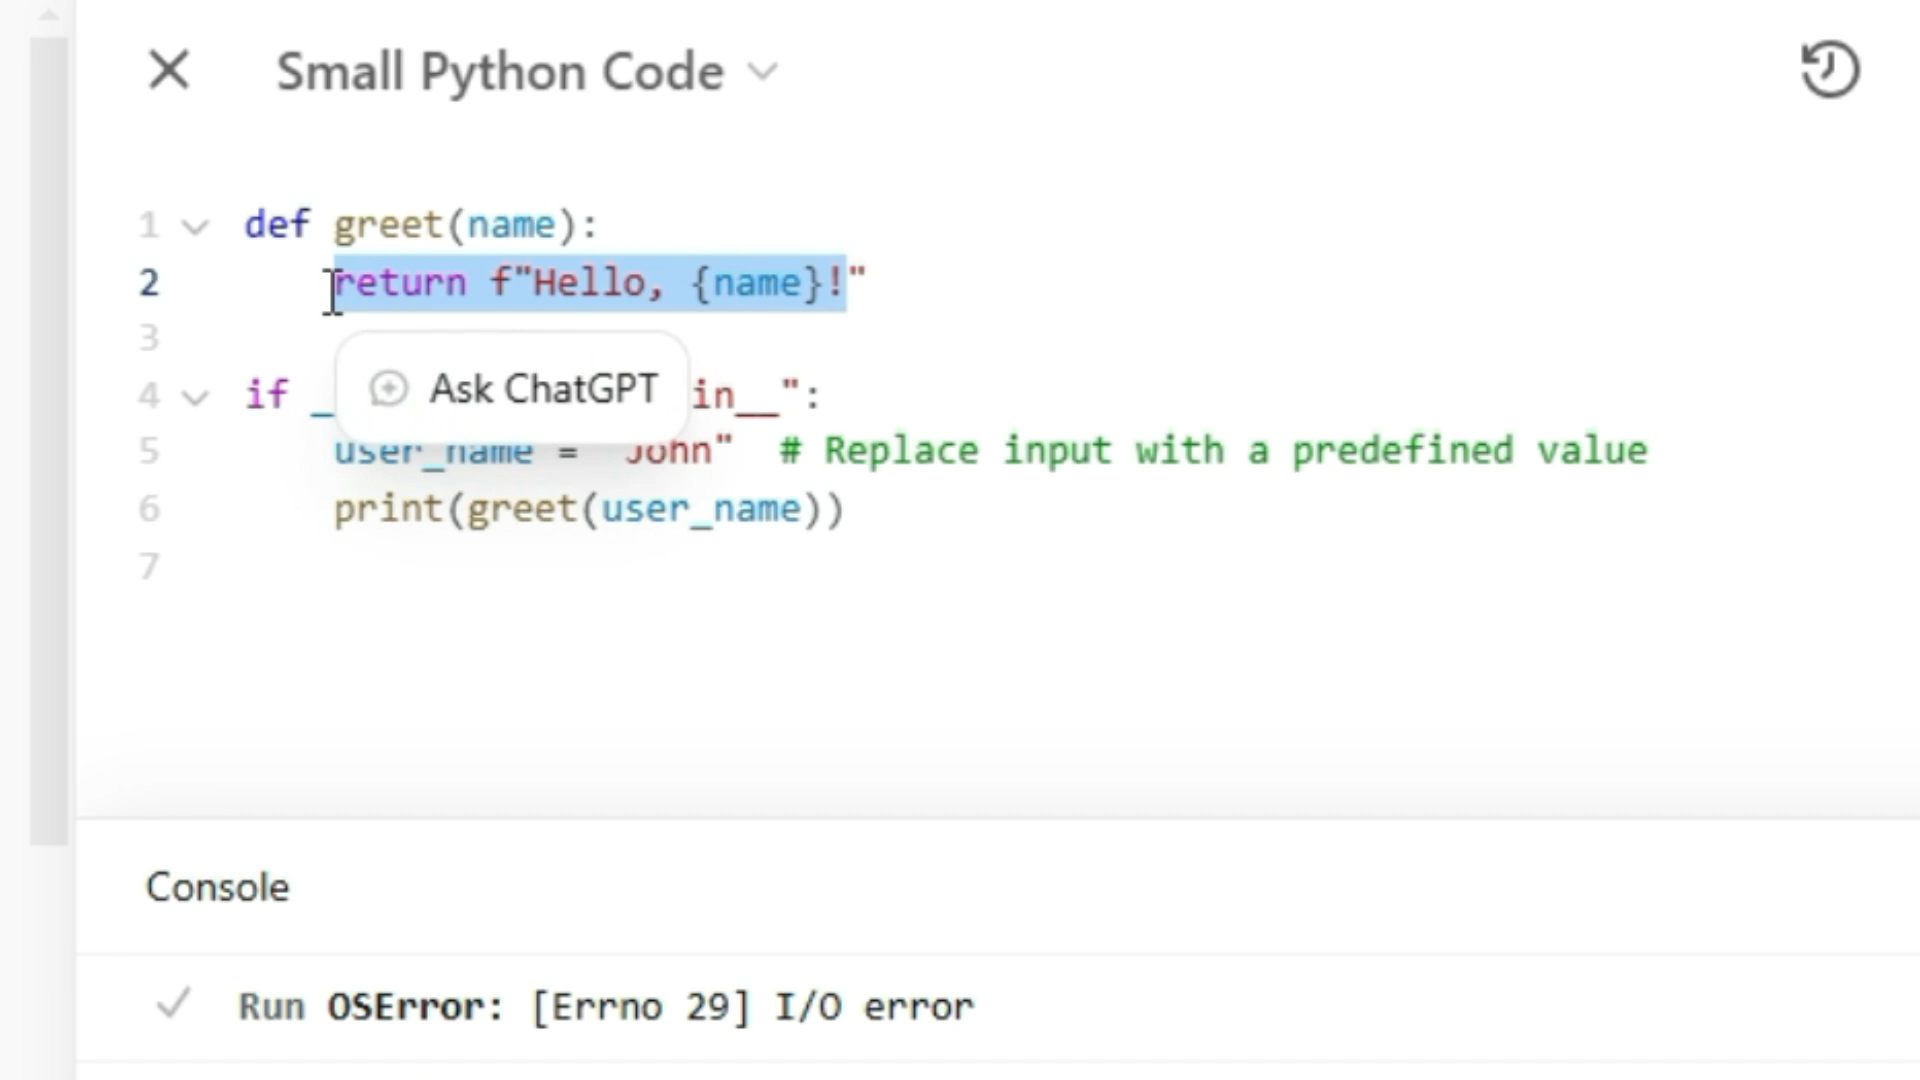 Small Python Code
1 def greet(name):
2 return f"Hello, {name}!"
3
Ask ChatGPT
4 if _ in__":
5 user_name = "John" # Replace input with a predefined value
6 print(greet(user_name))
7
Console
Run OSError: [Errno 29] I/O error